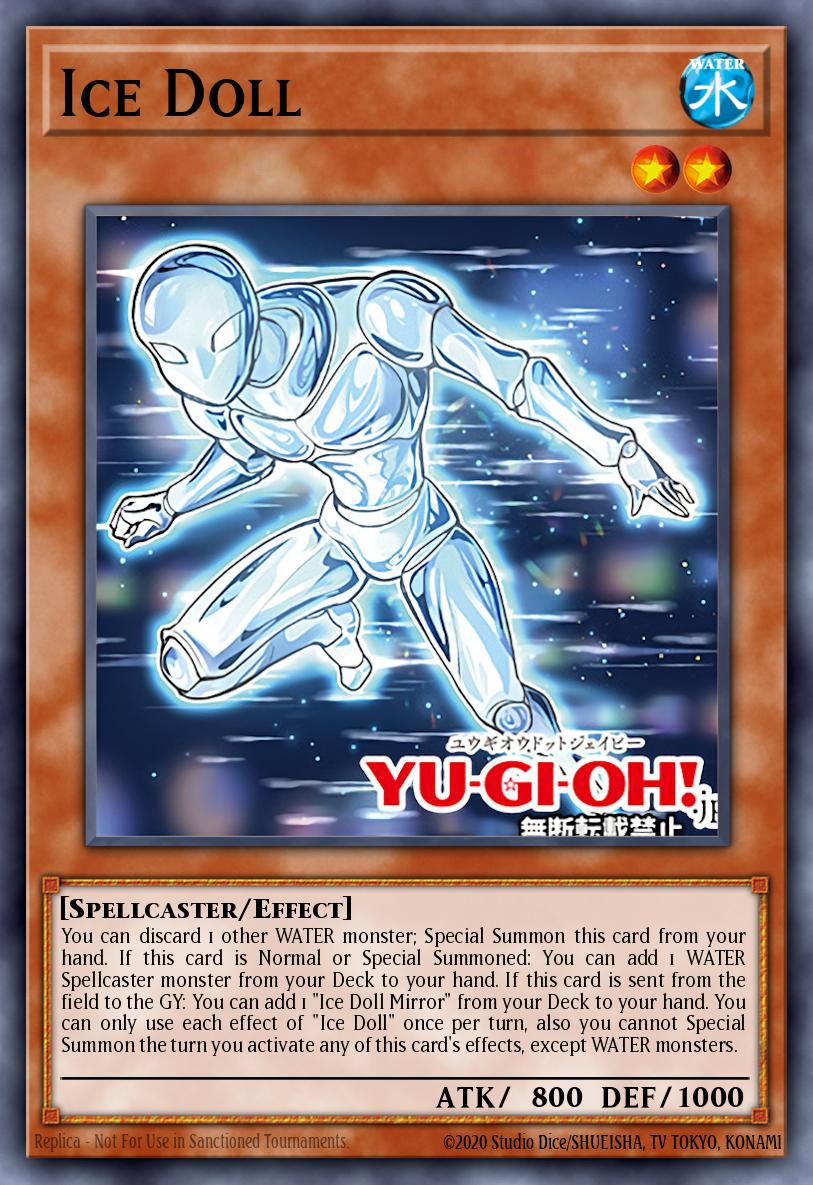 ICE DOLL
WATER
水
ユウギオウドットジェイピー
YU-GI-OH!
.JP
無断転載禁止
[SPELLCASTER/EFFECT]
You can discard 1 other WATER monster; Special Summon this card from your
hand. If this card is Normal or Special Summoned: You can add 1 WATER
Spellcaster monster from your Deck to your hand. If this card is sent from the
field to the GY: You can add 1 "Ice Doll Mirror" from your Deck to your hand. You
can only use each effect of "Ice Doll" once per turn, also you cannot Special
Summon the turn you activate any of this card's effects, except WATER monsters.
ATK/ 800 DEF/1000
Replica - Not For Use in Sanctioned Tournaments.
©2020 Studio Dice/SHUEISHA, TV TOKYO, KONAMI